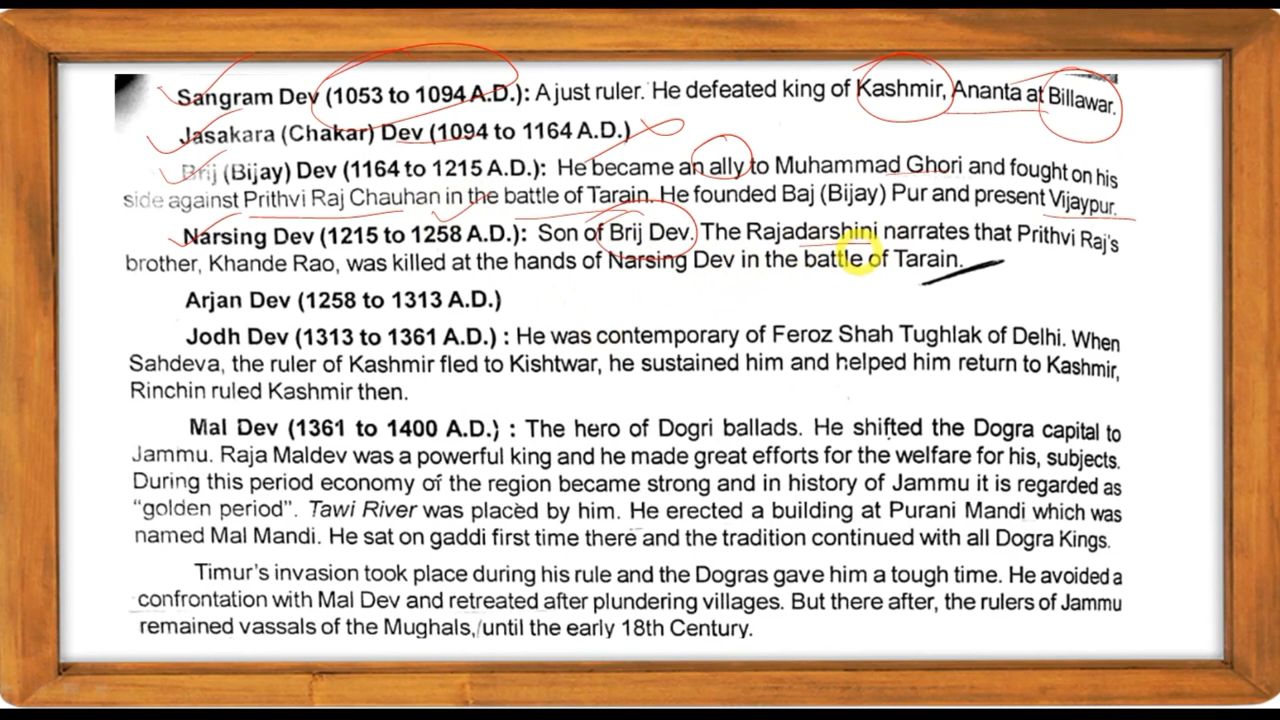 Sangram Dev (1053 to 1094 A.D.): A just ruler. He defeated king of Kashmir, Ananta at Billawar.
Jasakara (Chakar) Dev (1094 to 1164 A.D.)
Brij (Bijay) Dev (1164 to 1215 A.D.): He became an ally to Muhammad Ghori and fought on his
side against Prithvi Raj Chauhan in the battle of Tarain. He founded Baj (Bijay) Pur and present Vijaypur.
Narsing Dev (1215 to 1258 A.D.): Son of Brij Dev. The Rajadarshini narrates that Prithvi Raj's
brother, Khande Rao, was killed at the hands of Narsing Dev in the battle of Tarain.
Arjan Dev (1258 to 1313 A.D.)
Jodh Dev (1313 to 1361 A.D.) : He was contemporary of Feroz Shah Tughlak of Delhi. When
Sahdeva, the ruler of Kashmir fled to Kishtwar, he sustained him and helped him return to Kashmir,
Rinchin ruled Kashmir then.
Mal Dev (1361 to 1400 A.D.) : The hero of Dogri ballads. He shifted the Dogra capital to
Jammu. Raja Maldev was a powerful king and he made great efforts for the welfare for his, subjects.
During this period economy of the region became strong and in history of Jammu it is regarded as
"golden period". Tawi River was placed by him. He erected a building at Purani Mandi which was
named Mal Mandi. He sat on gaddi first time there and the tradition continued with all Dogra Kings.
Timur's invasion took place during his rule and the Dogras gave him a tough time. He avoided a
confrontation with Mal Dev and retreated after plundering villages. But there after, the rulers of Jammu
remained vassals of the Mughals, until the early 18th Century.